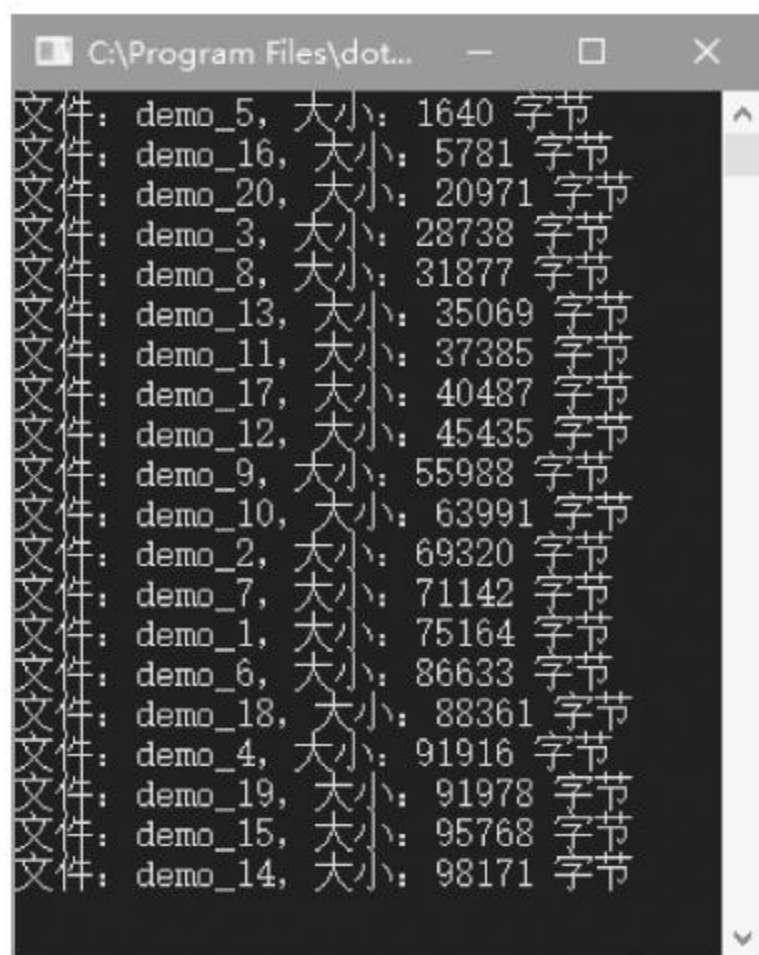 C:\Program Files\dot...
文件：demo_5，大小：1640 字节
文件：demo_16，大小：5781 字节
文件：demo_20，大小：20971 字节
文件：demo_3，大小：28738 字节
文件：demo_8，大小：31877 字节
文件：demo_13，大小：35069 字节
文件：demo_11，大小：37385 字节
文件：demo_17，大小：40487 字节
文件：demo_12，大小：45435 字节
文件：demo_9，大小：55988 字节
文件：demo_10，大小：63991 字节
文件：demo_2，大小：69320 字节
文件：demo_7，大小：71142 字节
文件：demo_1，大小：75164 字节
文件：demo_6，大小：86633 字节
文件：demo_18，大小：88361 字节
文件：demo_4，大小：91916 字节
文件：demo_19，大小：91978 字节
文件：demo_15，大小：95768 字节
文件：demo_14，大小：98171 字节